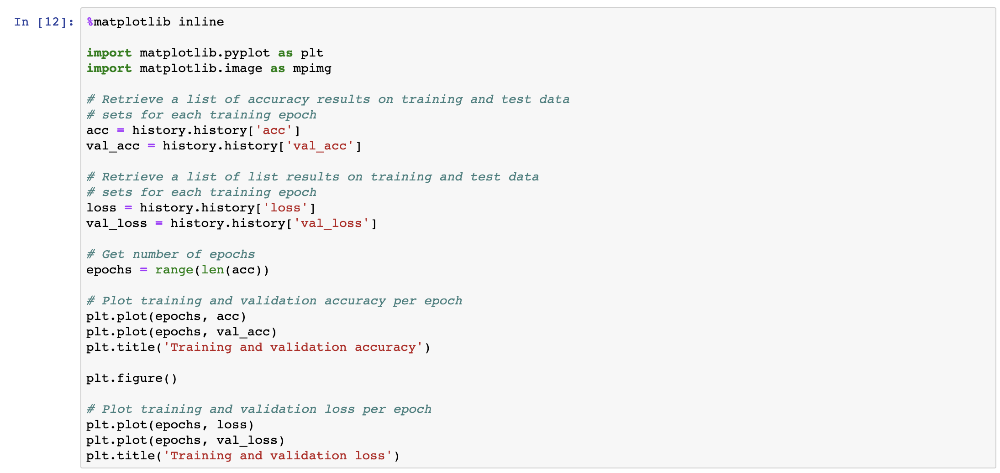 In [12]: %matplotlib inline
import matplotlib.pyplot as plt
import matplotlib.image as mpimg
# Retrieve a list of accuracy results on training and test data
# sets for each training epoch
acc = history.history['acc']
val_acc = history.history['val_acc']
# Retrieve a list of list results on training and test data
# sets for each training epoch
loss = history.history['loss']
val_loss = history.history['val_loss']
# Get number of epochs
epochs = range(len(acc))
# Plot training and validation accuracy per epoch
plt.plot(epochs, acc)
plt.plot(epochs, val_acc)
plt.title('Training and validation accuracy')
plt.figure()
# Plot training and validation loss per epoch
plt.plot(epochs, loss)
plt.plot(epochs, val_loss)
plt.title('Training and validation loss')